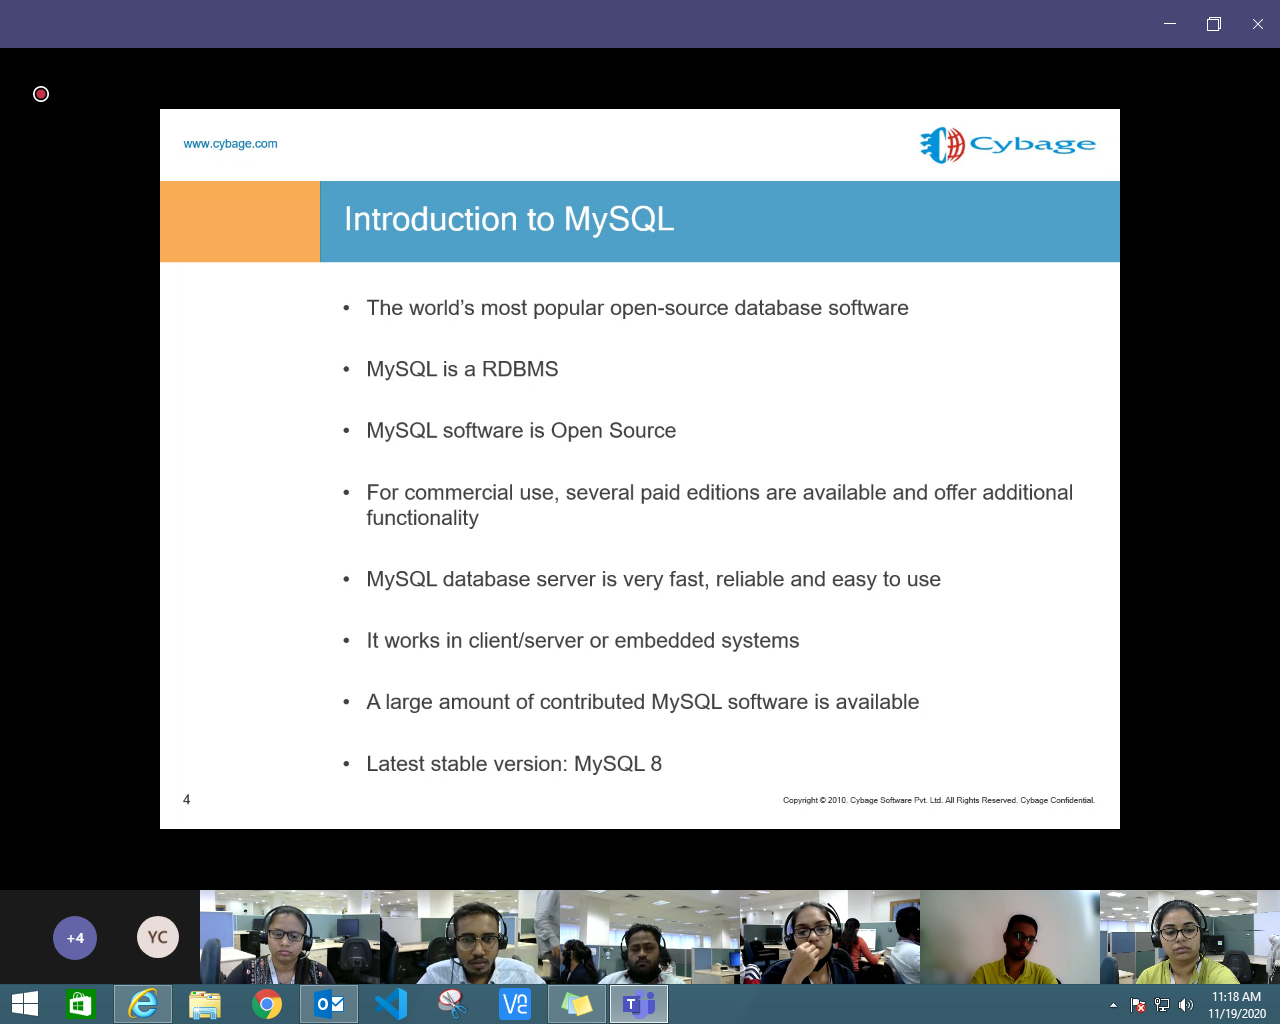 www.cybage.com
Cybage
Introduction to MySQL
• The world’s most popular open-source database software
• MySQL is a RDBMS
• MySQL software is Open Source
• For commercial use, several paid editions are available and offer additional
functionality
• MySQL database server is very fast, reliable and easy to use
• It works in client/server or embedded systems
• A large amount of contributed MySQL software is available
• Latest stable version: MySQL 8
4
Copyright © 2010. Cybage Software Pvt. Ltd. All Rights Reserved. Cybage Confidential.
+4
YC
11:18 AM
11/19/2020